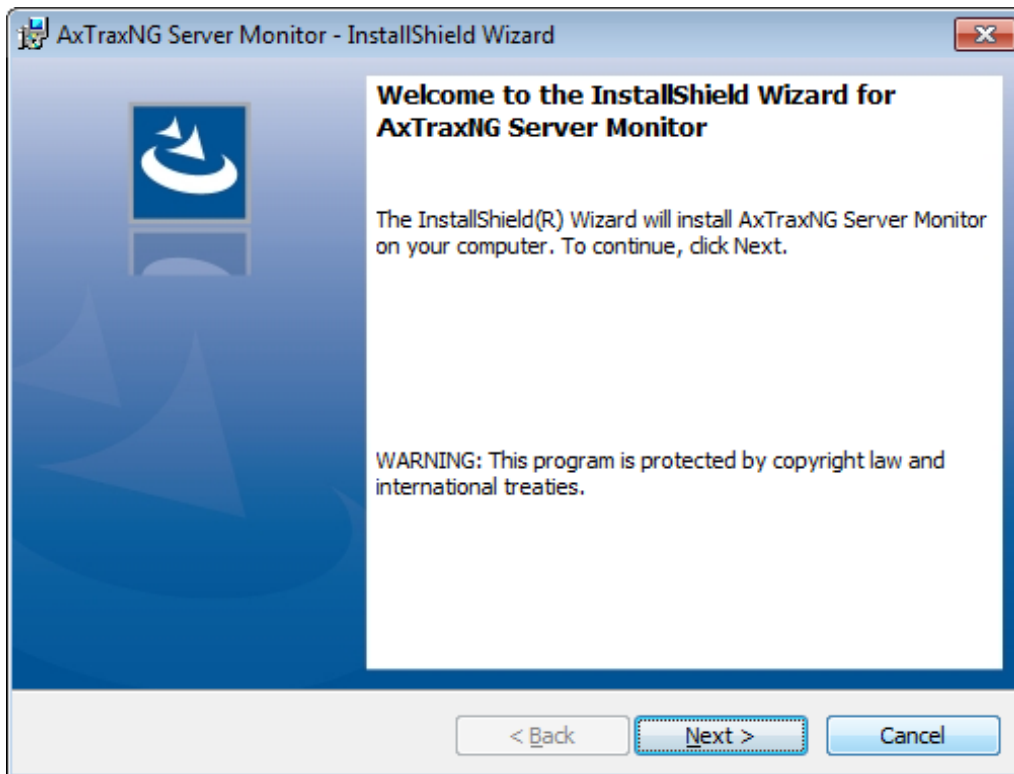 AxTraxNG Server Monitor - InstallShield Wizard
Welcome to the InstallShield Wizard for
AxTraxNG Server Monitor
The InstallShield(R) Wizard will install AxTraxNG Server Monitor
on your computer. To continue, click Next.
WARNING: This program is protected by copyright law and
international treaties.
< Back
Next >
Cancel